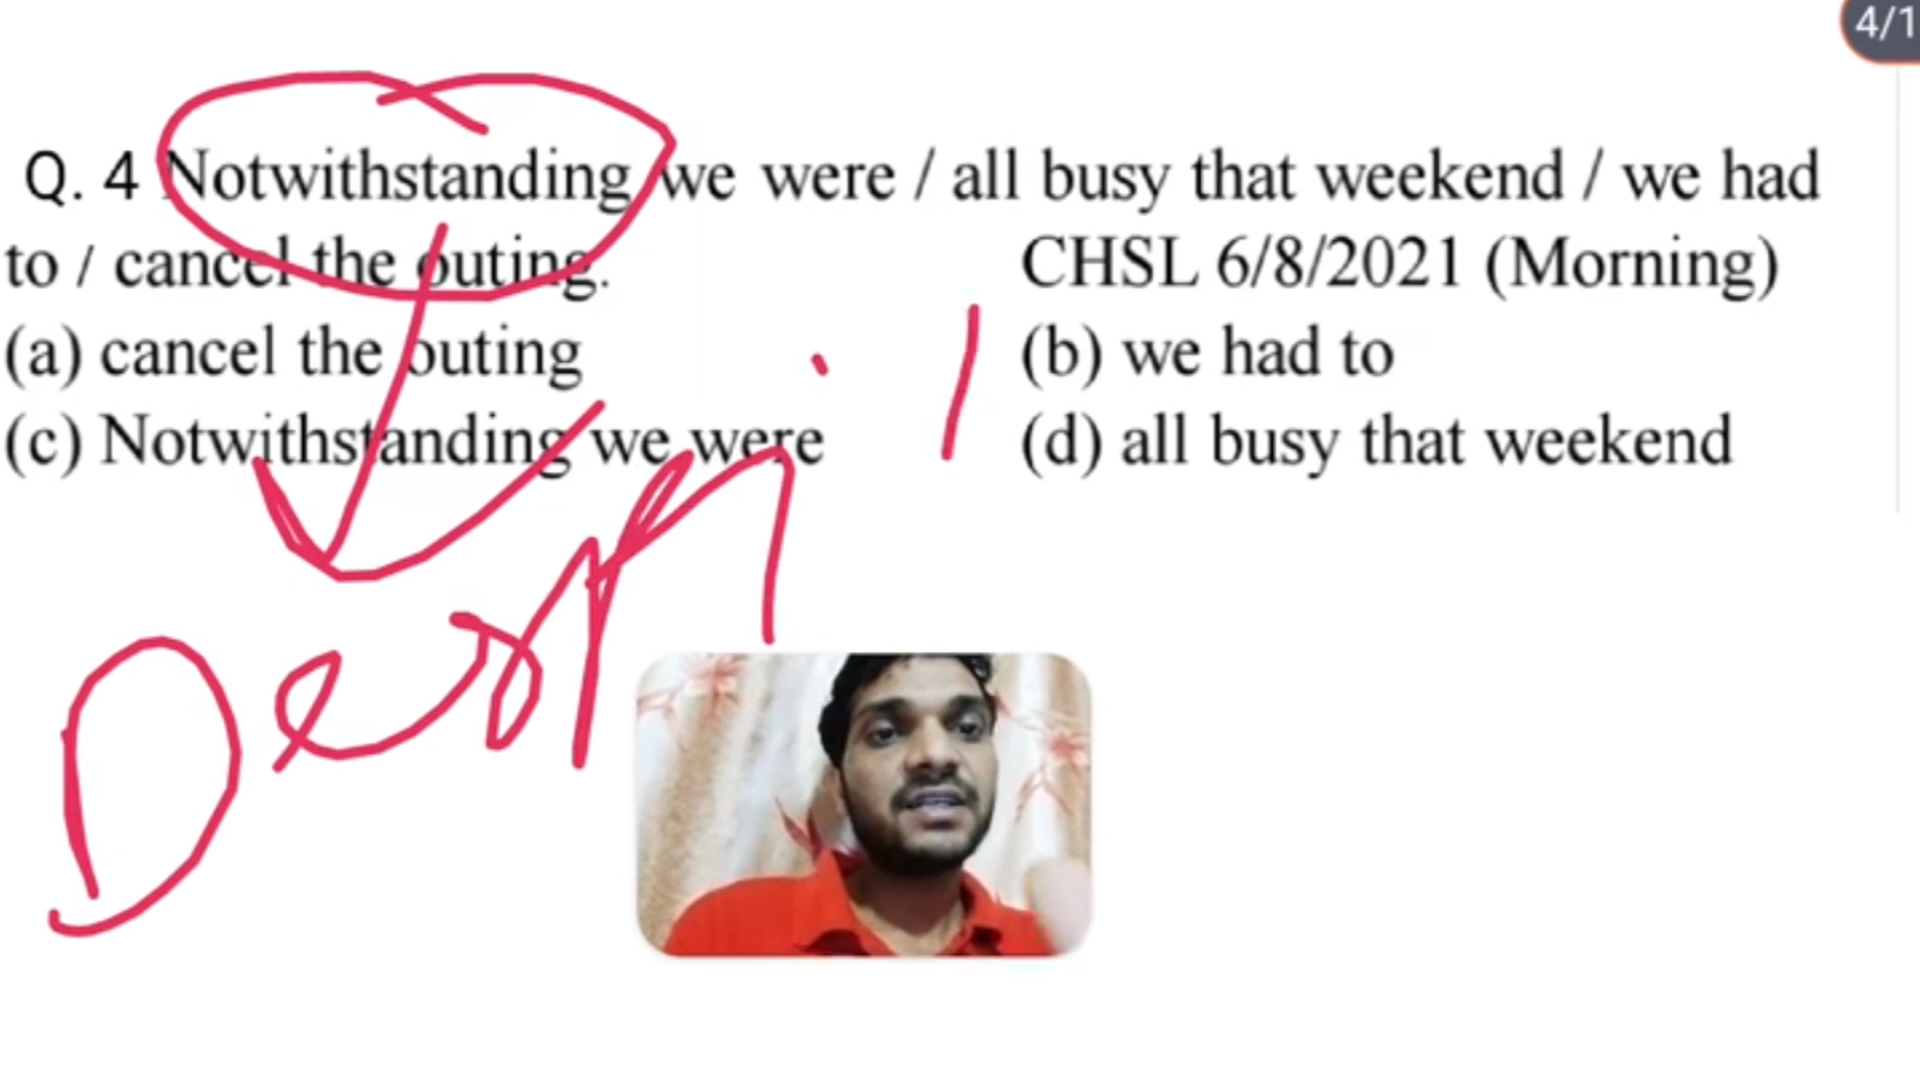 4/1
Q. 4 Notwithstanding we were / all busy that weekend / we had
to / cancel the outing. CHSL 6/8/2021 (Morning)
(a) cancel the outing (b) we had to
(c) Notwithstanding we were (d) all busy that weekend